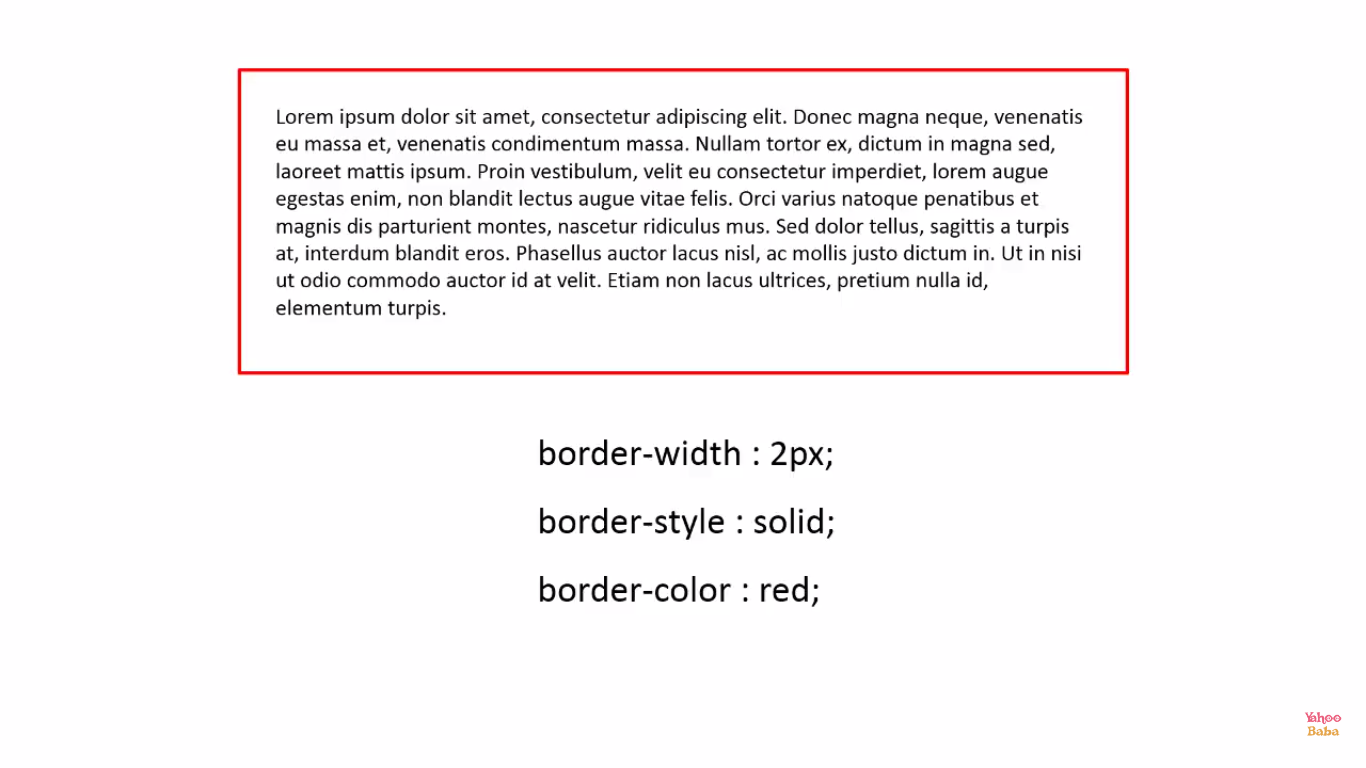 Lorem ipsum dolor sit amet, consectetur adipiscing elit. Donec magna neque, venenatis
eu massa et, venenatis condimentum massa. Nullam tortor ex, dictum in magna sed,
laoreet mattis ipsum. Proin vestibulum, velit eu consectetur imperdiet, lorem augue
egestas enim, non blandit lectus augue vitae felis. Orci varius natoque penatibus et
magnis dis parturient montes, nascetur ridiculus mus. Sed dolor tellus, sagittis a turpis
at, interdum blandit eros. Phasellus auctor lacus nisl, ac mollis justo dictum in. Ut in nisi
ut odio commodo auctor id at velit. Etiam non lacus ultrices, pretium nulla id,
elementum turpis.
border-width : 2px;
border-style : solid;
border-color : red;
Yahoo
Baba